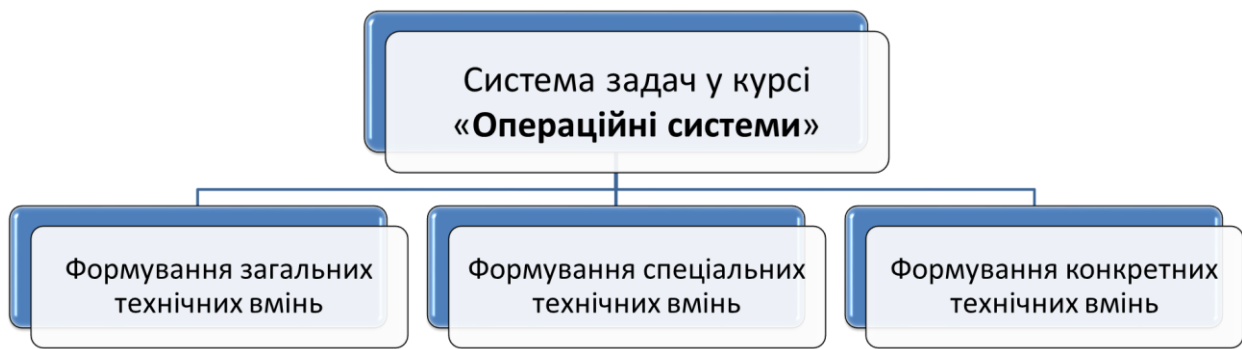 Система задач у курсі
«Операційні системи»
Формування загальних
технічних вмінь
Формування спеціальних
технічних вмінь
Формування конкретних
технічних вмінь